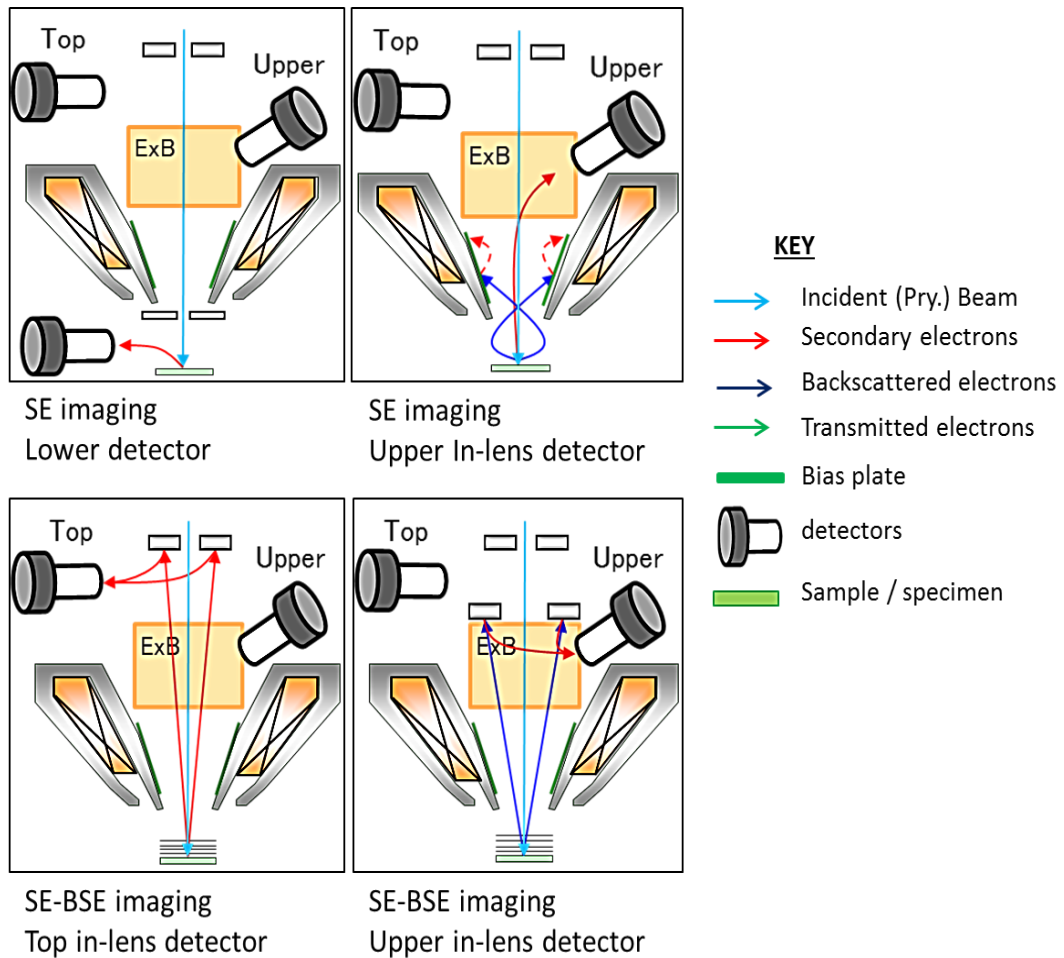 Top
Upper
ExB
SE imaging
Lower detector
Top
Upper
ExB
SE imaging
Upper In-lens detector
Top
Upper
ExB
SE-BSE imaging
Top in-lens detector
Top
Upper
ExB
SE-BSE imaging
Upper in-lens detector
KEY
Incident (Pry.) Beam
Secondary electrons
Backscattered electrons
Transmitted electrons
Bias plate
detectors
Sample / specimen